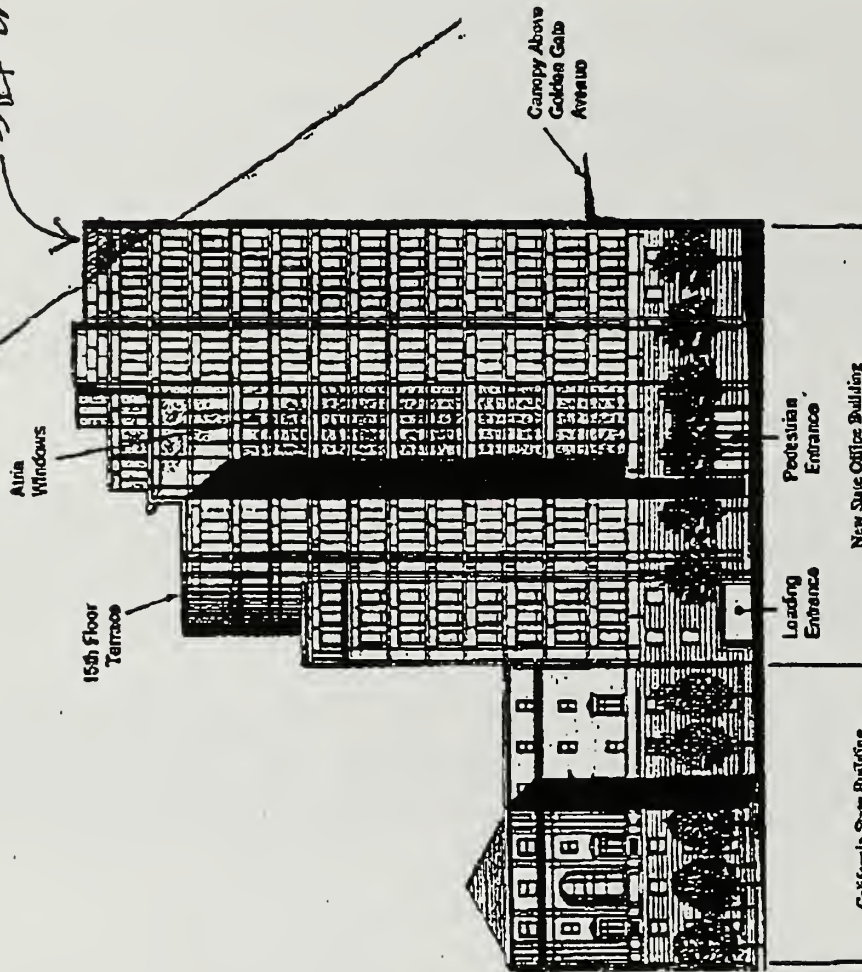 Canopy Above
Golden Gate
Avenue
Atria
Windows
15th Floor
Terrace
Pedestrian
Entrance
Loading
Entrance
New State Office Building
California State Building